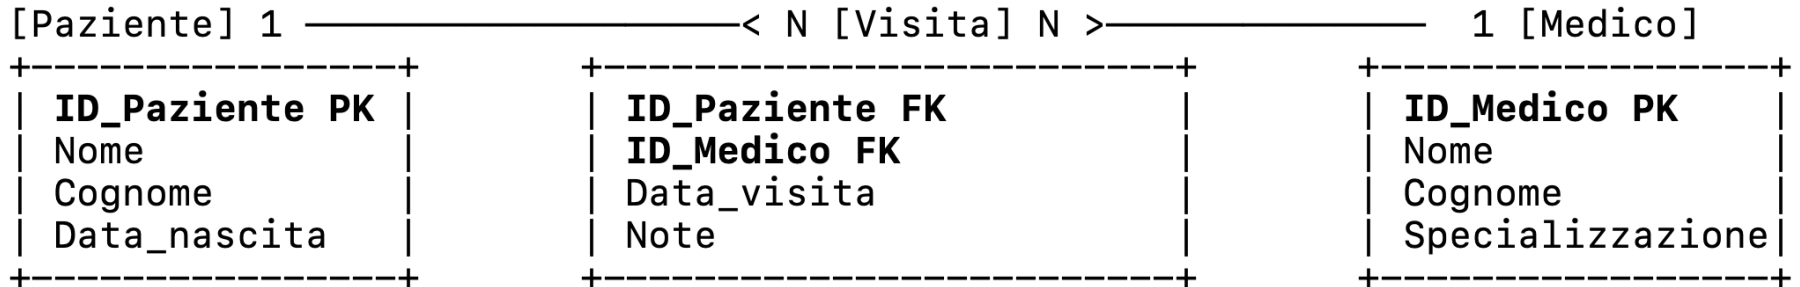 [Paziente] 1 ———————————————————< N [Visita] N >—————————————— 1 [Medico]
+-----------------+ +---------------------------+ +------------------+
| ID_Paziente PK | | ID_Paziente FK | | ID_Medico PK |
| Nome | | ID_Medico FK | | Nome |
| Cognome | | Data_visita | | Cognome |
| Data_nascita | | Note | | Specializzazione|
+-----------------+ +---------------------------+ +------------------+